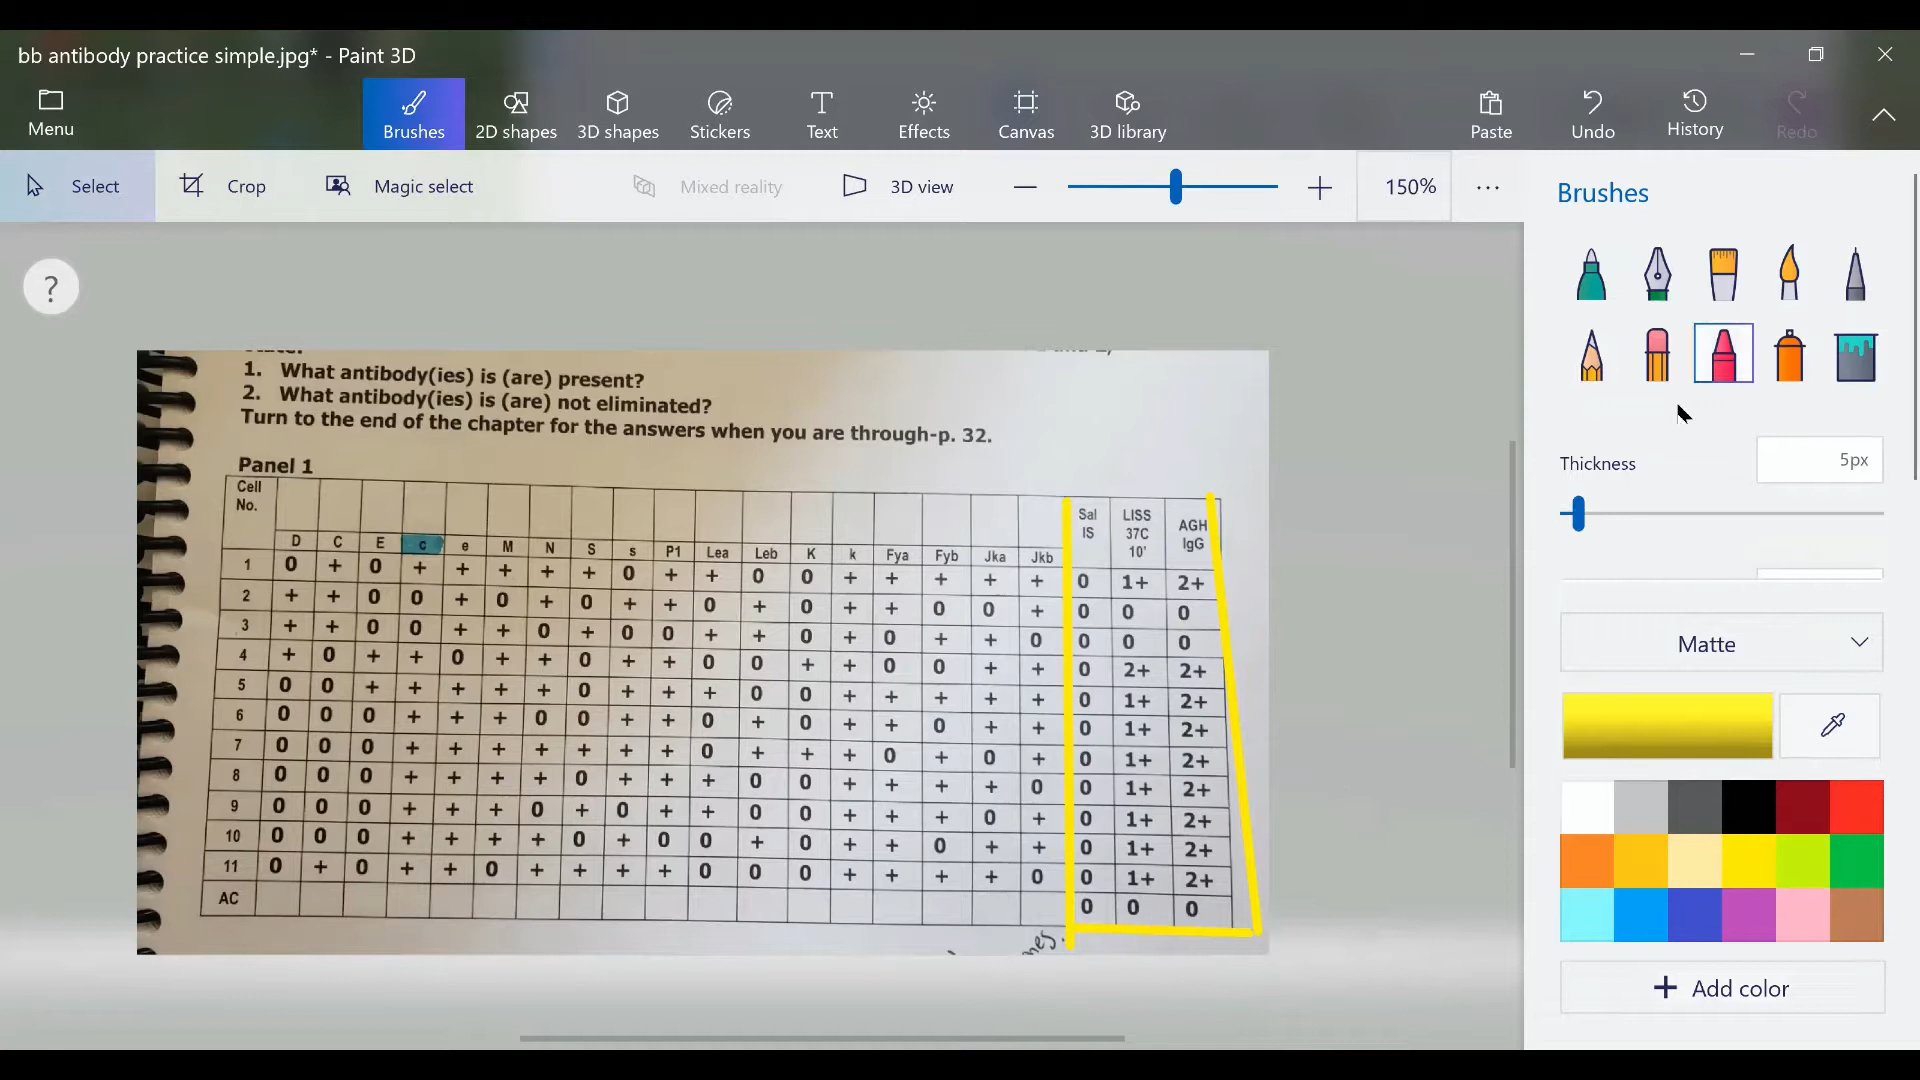 bb antibody practice simple.jpg* - Paint 3D
Menu
Brushes 2D shapes 3D shapes Stickers Text Effects Canvas 3D library Paste Undo History Redo
Select Crop Magic select Mixed reality 3D view 150%
Brushes
?
1. What antibody(ies) is (are) present?
2. What antibody(ies) is (are) not eliminated?
Turn to the end of the chapter for the answers when you are through-p. 32.
Panel 1
Cell No. D C E c e M N S s P1 Lea Leb K k Fya Fyb Jka Jkb Sal IS LISS 37C 10' AGH IgG
1 0 + 0 + + + + + 0 + + 0 0 + + + + + 0 1+ 2+
2 + + 0 0 + 0 + 0 + + 0 + 0 + + 0 0 + 0 0 0
3 + + 0 0 + + 0 + 0 0 + + 0 + 0 + + 0 0 0 0
4 + 0 + + 0 + + 0 + + 0 0 + + 0 0 + + 0 2+ 2+
5 0 0 + + + + + 0 + + + 0 0 + + + + + 0 1+ 2+
6 0 0 0 + + + 0 0 + + 0 + 0 + + 0 + + 0 1+ 2+
7 0 0 0 + + + + + + + 0 + + + 0 + 0 + 0 1+ 2+
8 0 0 0 + + + + 0 + + + 0 0 + + + + 0 0 1+ 2+
9 0 0 0 + + + 0 + 0 + + 0 0 + + + 0 + 0 1+ 2+
10 0 0 0 + + + + 0 + 0 0 + 0 + + 0 + + 0 1+ 2+
11 0 + 0 + + 0 + + + + 0 0 0 + + + + 0 0 1+ 2+
AC 0 0 0
Thickness 5px
Matte
Add color